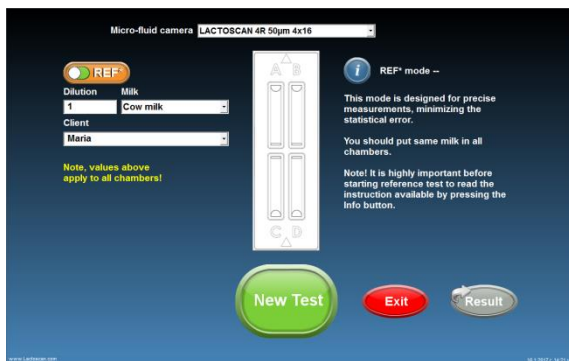 Micro-fluid camera LACTOSCAN 4R 50µm 4x16
REF*
Dilution Milk
1 Cow milk
Client
Maria
Note, values above
apply to all chambers!
A B
C D
i REF* mode --
This mode is designed for precise
measurements, minimizing the
statistical error.
You should put same milk in all
chambers.
Note! It is highly important before
starting reference test to read the
instruction available by pressing the
Info button.
New Test
Exit
Result
www.Lactoscan.com